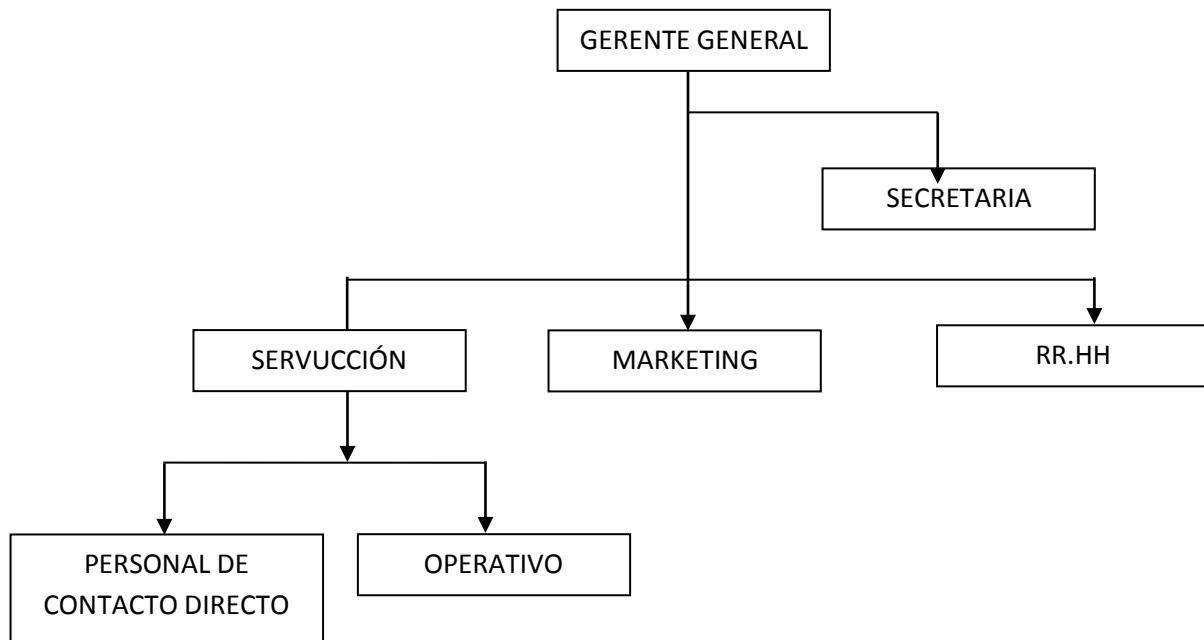 GERENTE GENERAL
SECRETARIA
SERVUCCIÓN
MARKETING
RR.HH
PERSONAL DE
CONTACTO DIRECTO
OPERATIVO